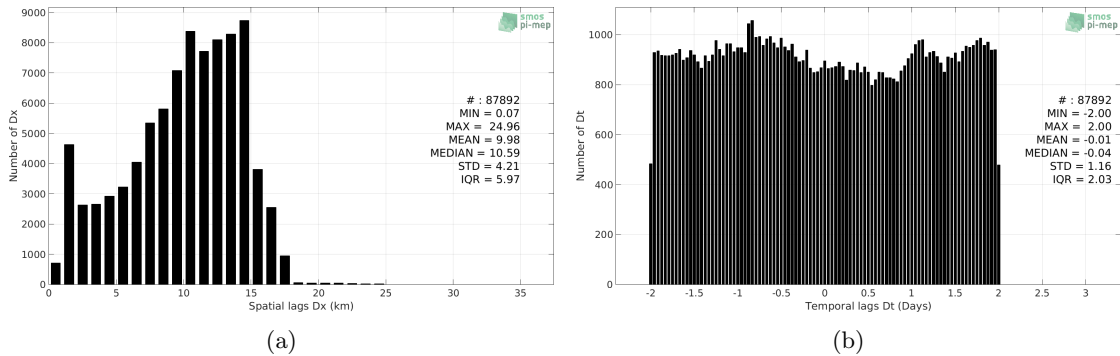 smos
pi-mep
9000
8000
7000
6000
5000
4000
3000
2000
1000
0
Number of Dx
# : 87892
MIN = 0.07
MAX = 24.96
MEAN = 9.98
MEDIAN = 10.59
STD = 4.21
IQR = 5.97
0 5 10 15 20 25 30 35
Spatial lags Dx (km)
(a)
smos
pi-mep
1000
800
600
400
200
0
Number of Dt
# : 87892
MIN = -2.00
MAX = 2.00
MEAN = -0.01
MEDIAN = -0.04
STD = 1.16
IQR = 2.03
-2 -1.5 -1 -0.5 0 0.5 1 1.5 2 2.5 3
Temporal lags Dt (Days)
(b)